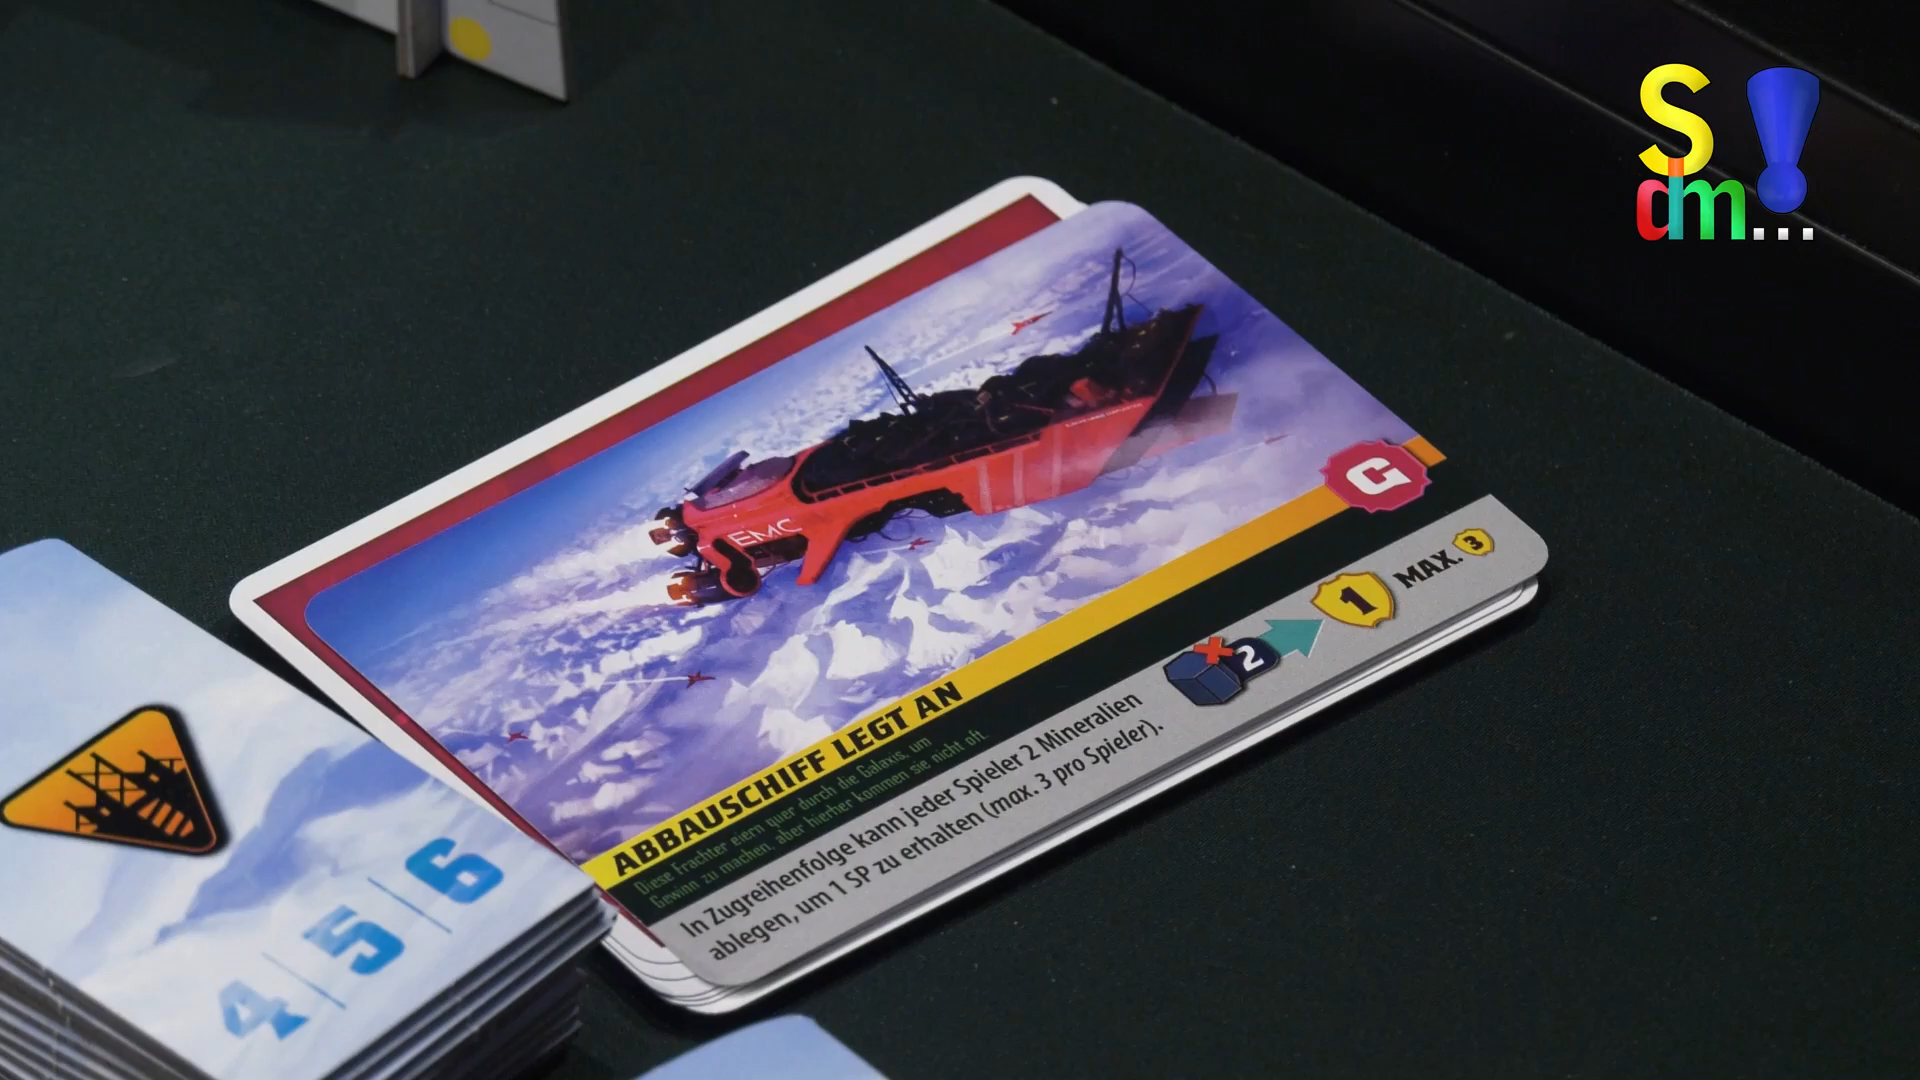 S
dm...!
EMC
G
ABBAUSCHIFF LEGT AN
Diese Frachter eiern quer durch die Galaxis, um
Gewinn zu machen, aber hierher kommen sie nicht oft.
In Zugreihenfolge kann jeder Spieler 2 Mineralien
ablegen, um 1 SP zu erhalten (max. 3 pro Spieler).
2
1
MAX. 3
4|5|6